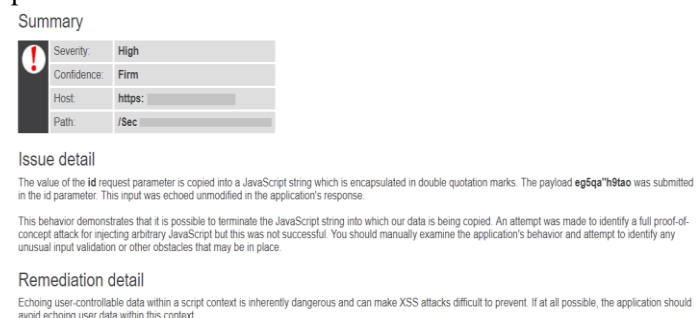 Summary
Severity: High
Confidence: Firm
Host: https:
Path: /Sec
Issue detail
The value of the id request parameter is copied into a JavaScript string which is encapsulated in double quotation marks. The payload eg5qa"h9tao was submitted
in the id parameter. This input was echoed unmodified in the application's response.
This behavior demonstrates that it is possible to terminate the JavaScript string into which our data is being copied. An attempt was made to identify a full proof-of-
concept attack for injecting arbitrary JavaScript but this was not successful. You should manually examine the application's behavior and attempt to identify any
unusual input validation or other obstacles that may be in place.
Remediation detail
Echoing user-controllable data within a script context is inherently dangerous and can make XSS attacks difficult to prevent. If at all possible, the application should
avoid echoing user data within this context.